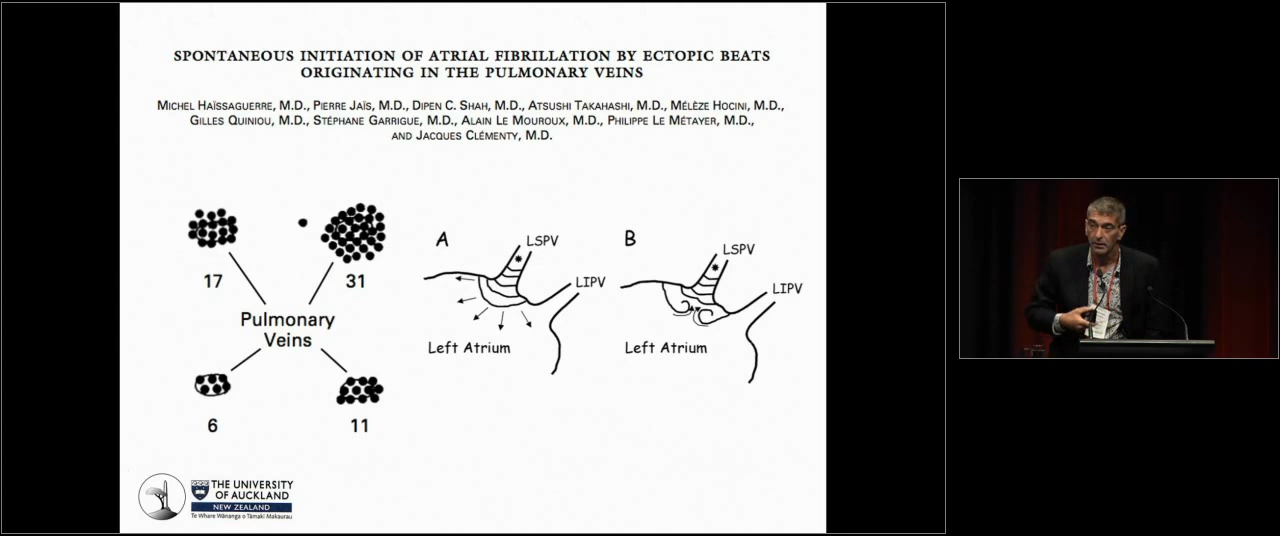 SPONTANEOUS INITIATION OF ATRIAL FIBRILLATION BY ECTOPIC BEATS
ORIGINATING IN THE PULMONARY VEINS
MICHEL HAÏSSAGUERRE, M.D., PIERRE JAÏS, M.D., DIPEN C. SHAH, M.D., ATSUSHI TAKAHASHI, M.D., MÉLÈZE HOCINI, M.D.,
GILLES QUINIOU, M.D., STÉPHANE GARRIGUE, M.D., ALAIN LE MOUROUX, M.D., PHILIPPE LE MÉTAYER, M.D.,
AND JACQUES CLÉMENTY, M.D.
17
31
Pulmonary
Veins
6
11
A
LSPV
LIPV
Left Atrium
B
LSPV
LIPV
Left Atrium
THE UNIVERSITY
OF AUCKLAND
NEW ZEALAND
Te Whare Wānanga o Tāmaki Makaurau